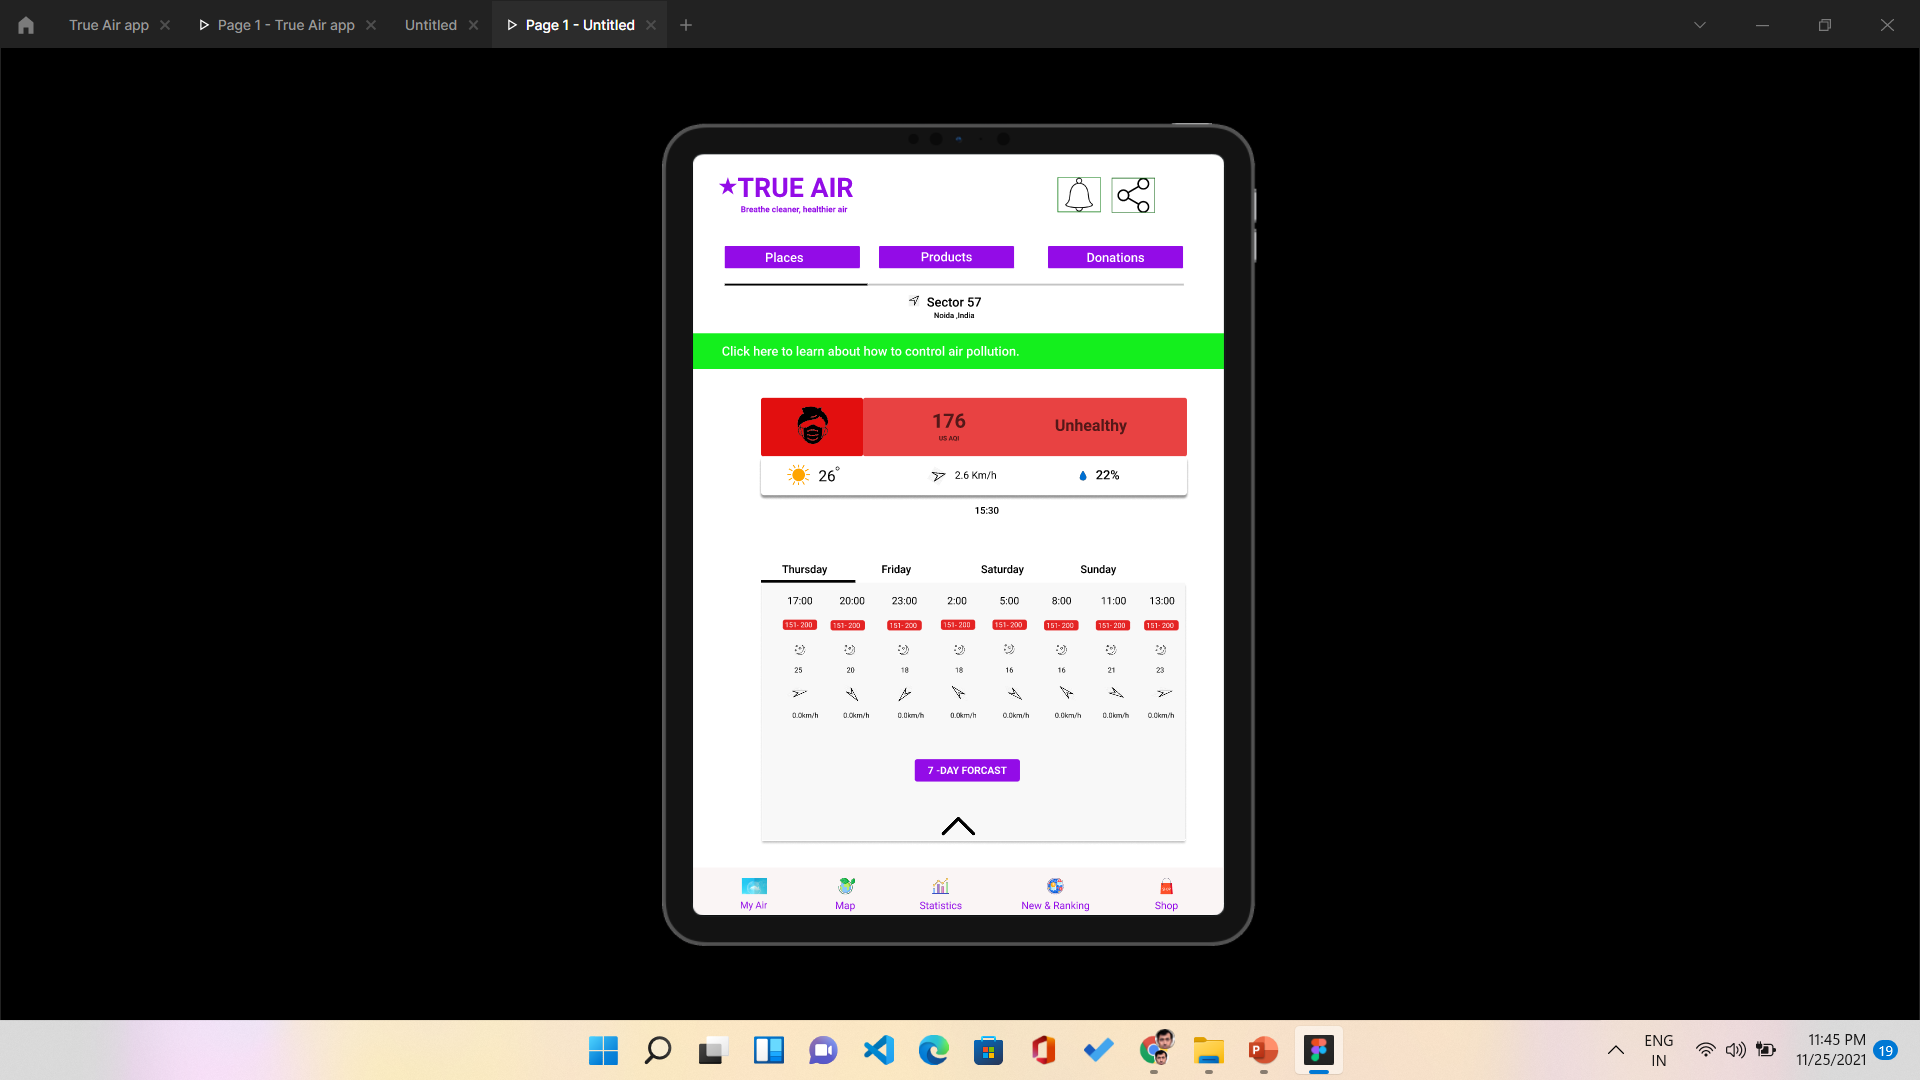 True Air app
Page 1 - True Air app
Untitled
Page 1 - Untitled
★TRUE AIR
Breathe cleaner, healthier air
Places
Products
Donations
Sector 57
Noida ,India
Click here to learn about how to control air pollution.
176
US AQI
Unhealthy
26°
2.6 Km/h
22%
15:30
Thursday Friday Saturday Sunday
17:00 20:00 23:00 2:00 5:00 8:00 11:00 13:00
151- 200 151- 200 151- 200 151- 200 151- 200 151- 200 151- 200 151- 200
25 20 18 18 16 16 21 23
0.0km/h 0.0km/h 0.0km/h 0.0km/h 0.0km/h 0.0km/h 0.0km/h 0.0km/h
7 -DAY FORCAST
My Air
Map
Statistics
New & Ranking
Shop
ENG
IN
11:45 PM
11/25/2021
19